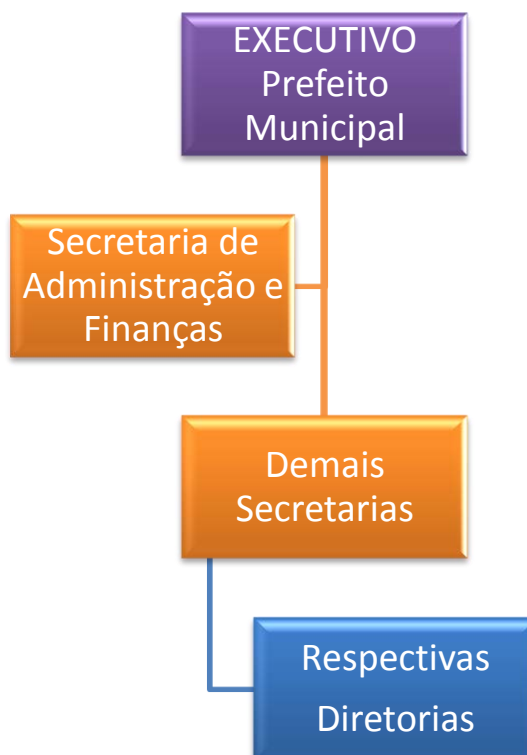 EXECUTIVO
Prefeito
Municipal
Secretaria de
Administração e
Finanças
Demais
Secretarias
Respectivas
Diretorias